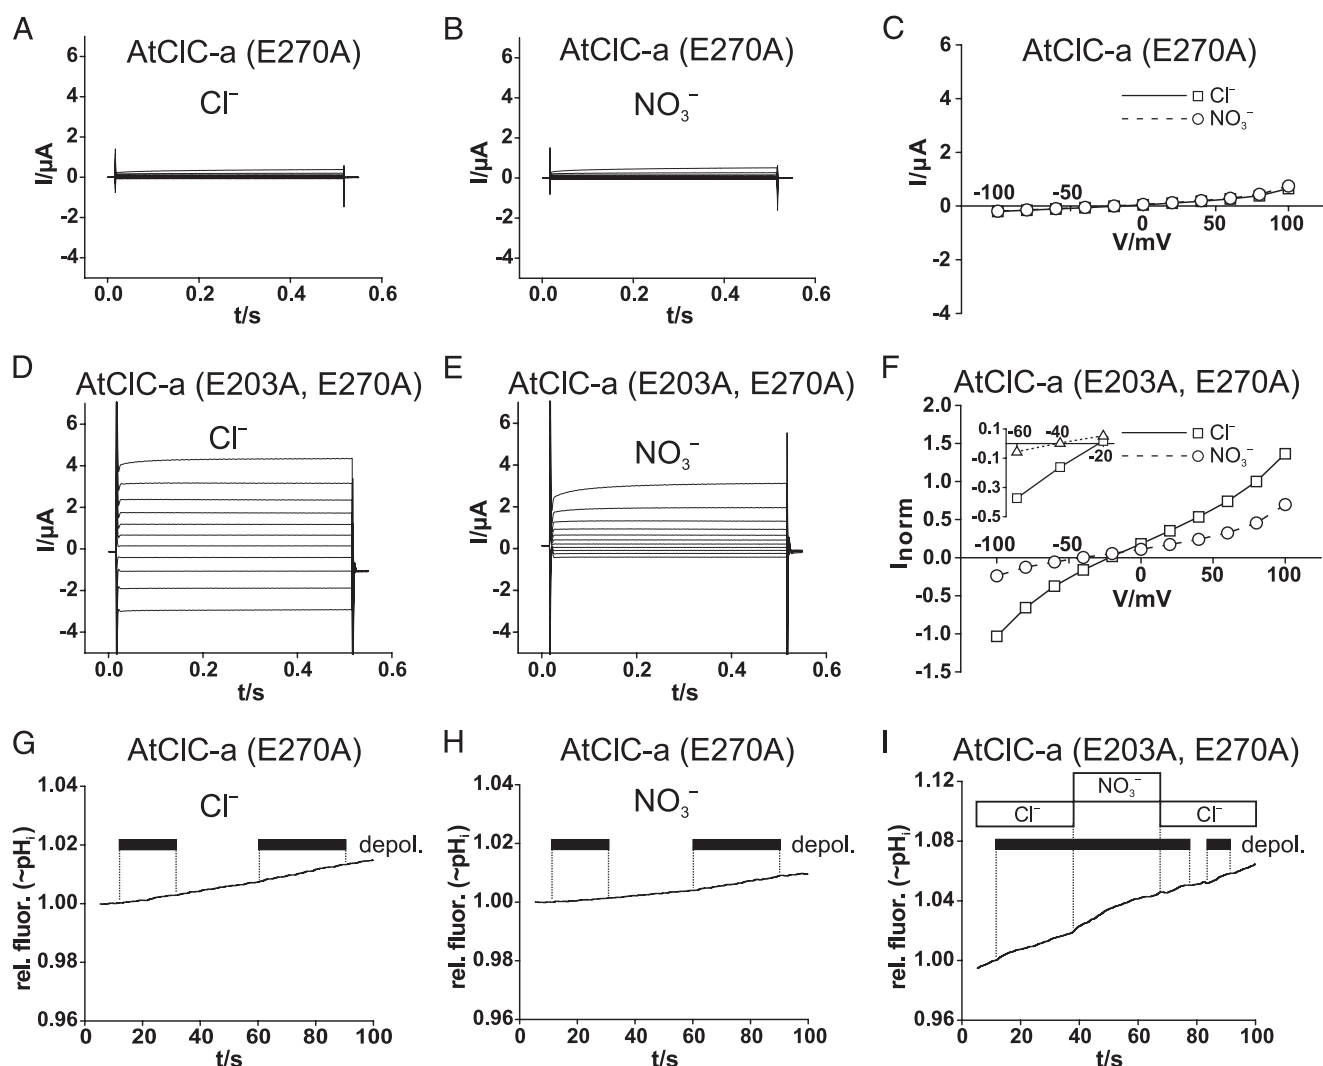 A
AtClC-a (E270A)
Cl⁻
I/µA
6
4
2
0
-2
-4
0.0 0.2 0.4 0.6
t/s
B
AtClC-a (E270A)
NO₃⁻
I/µA
6
4
2
0
-2
-4
0.0 0.2 0.4 0.6
t/s
C
AtClC-a (E270A)
Cl⁻
NO₃⁻
I/µA
6
4
2
0
-2
-4
-100 -50 0 50 100
V/mV
D
AtClC-a (E203A, E270A)
Cl⁻
I/µA
6
4
2
0
-2
-4
0.0 0.2 0.4 0.6
t/s
E
AtClC-a (E203A, E270A)
NO₃⁻
I/µA
6
4
2
0
-2
-4
0.0 0.2 0.4 0.6
t/s
F
AtClC-a (E203A, E270A)
Cl⁻
NO₃⁻
Inorm
2.0
1.5
1.0
0.5
0.0
-0.5
-1.0
-1.5
0.1
-0.1
-0.3
-0.5
-60 -40 -20
-100 -50 0 50 100
V/mV
G
AtClC-a (E270A)
Cl⁻
depol.
rel. fluor. (~pHi)
1.04
1.02
1.00
0.98
0.96
0 20 40 60 80 100
t/s
H
AtClC-a (E270A)
NO₃⁻
depol.
rel. fluor. (~pHi)
1.04
1.02
1.00
0.98
0.96
0 20 40 60 80 100
t/s
I
AtClC-a (E203A, E270A)
NO₃⁻
Cl⁻ Cl⁻
depol.
rel. fluor. (~pHi)
1.12
1.08
1.04
1.00
0.96
0 20 40 60 80 100
t/s